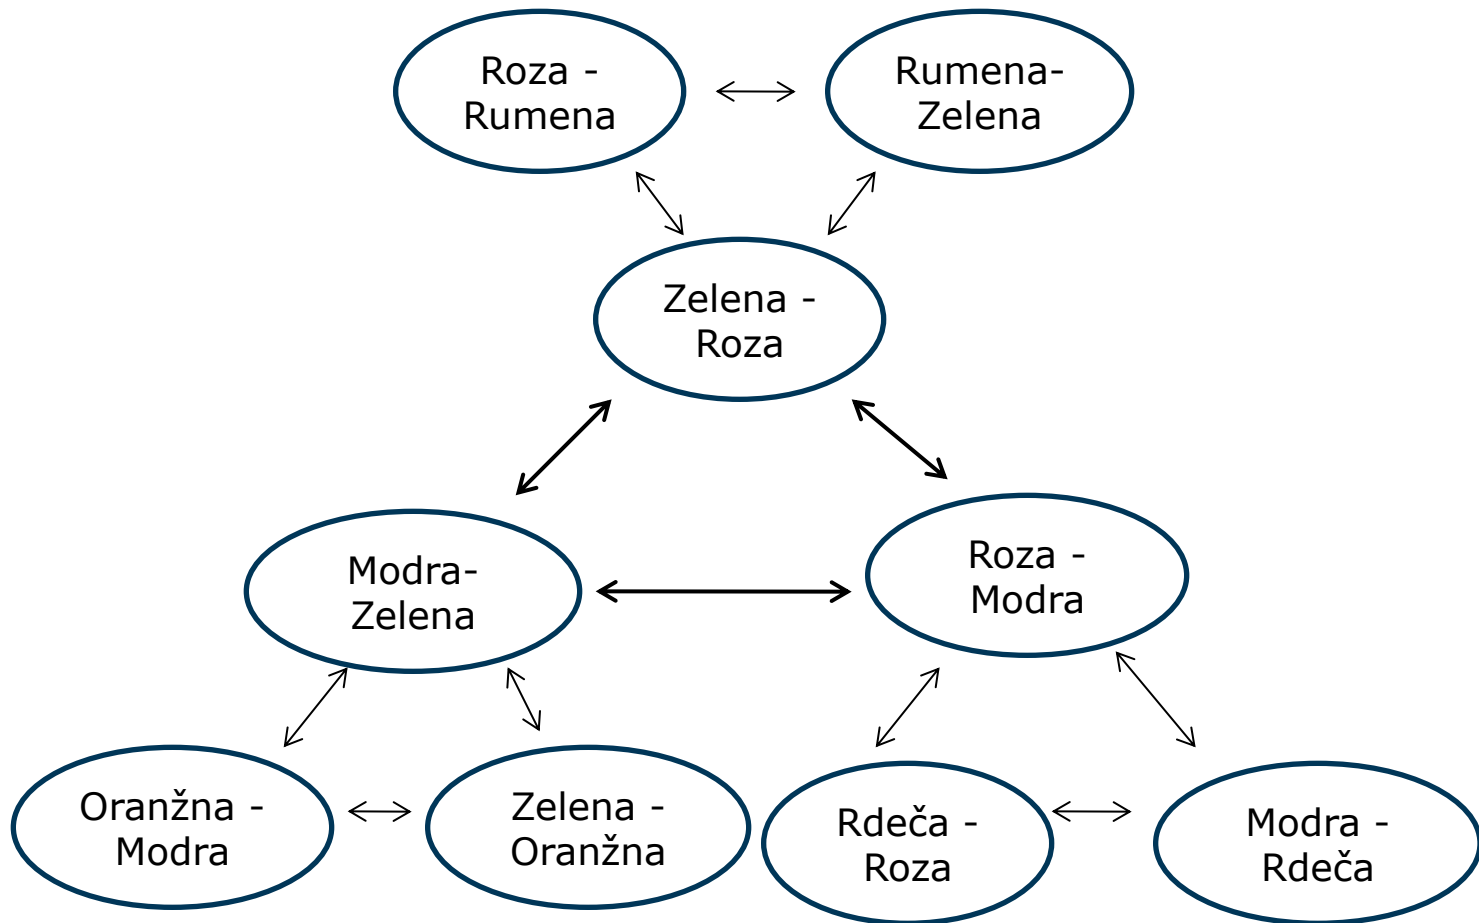 Roza -
Rumena
Rumena-
Zelena
Zelena -
Roza
Modra-
Zelena
Roza -
Modra
Oranžna -
Modra
Zelena -
Oranžna
Rdeča -
Roza
Modra -
Rdeča